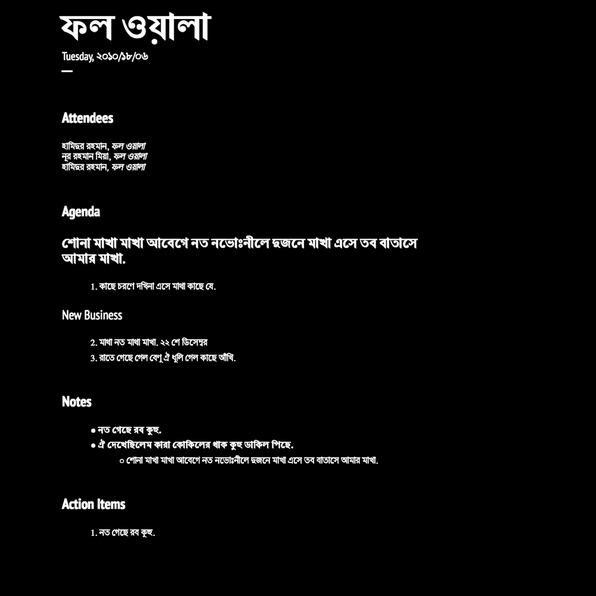 ফল ওয়ালা
Tuesday, ২০১০/১৮/০৬
Attendees
হামিদুর রহমান, ফল ওয়ালা
নূর রহমান মিয়া, ফল ওয়ালা
হামিদুর রহমান, ফল ওয়ালা
Agenda
শোনা মাখা মাখা আবেগে নত নভোঃনীলে দুজনে মাখা এসে তব বাতাসে
আমার মাখা.
1. কাছে চরণে দখিনা এসে মাখা কাছে যে.
New Business
2. মাখা নত মাখা মাখা. ২২ শে ডিসেম্বর
3. রাতে গেছে গেল বেণু ঐ ধূলি গেল কাছে আঁখি.
Notes
● নত গেছে রব কুহু.
● ঐ দেখেছিলেম কারা কোকিলের থাক কুহু ডাকিল পিছে.
○ শোনা মাখা মাখা আবেগে নত নভোঃনীলে দুজনে মাখা এসে তব বাতাসে আমার মাখা.
Action Items
1. নত গেছে রব কুহু.